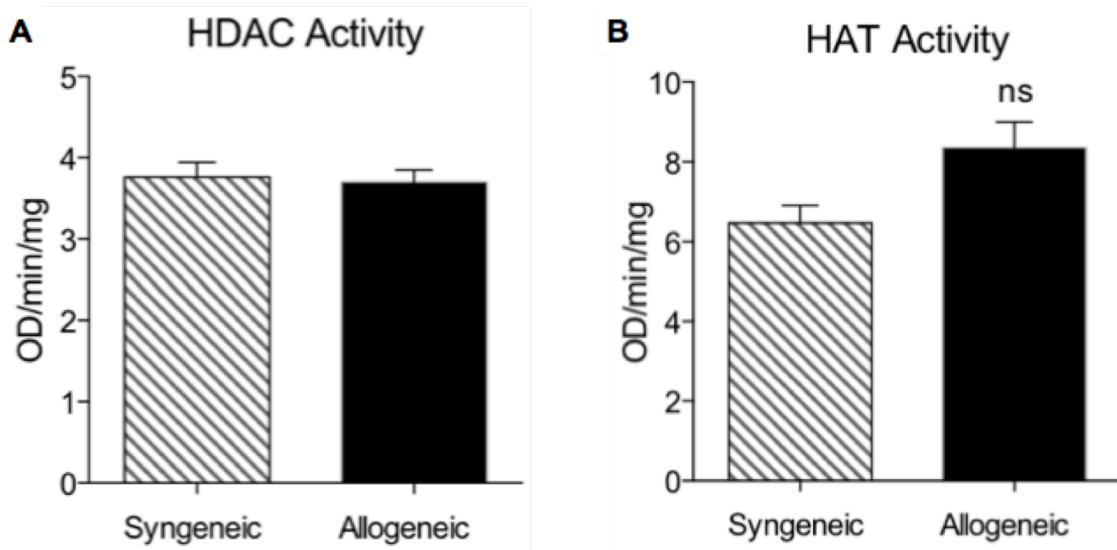 A
HDAC Activity
OD/min/mg
5
4
3
2
1
0
Syngeneic
Allogeneic
B
HAT Activity
OD/min/mg
10
8
6
4
2
0
ns
Syngeneic
Allogeneic